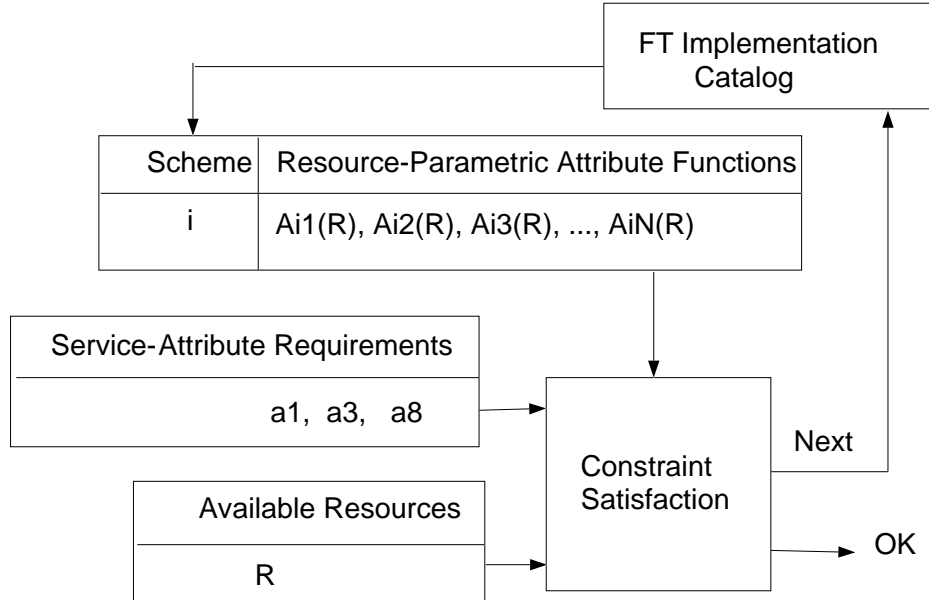 FT Implementation
Catalog
Scheme Resource-Parametric Attribute Functions
i Ai1(R), Ai2(R), Ai3(R), ..., AiN(R)
Service-Attribute Requirements
a1, a3, a8
Next
Constraint
Satisfaction
Available Resources
OK
R